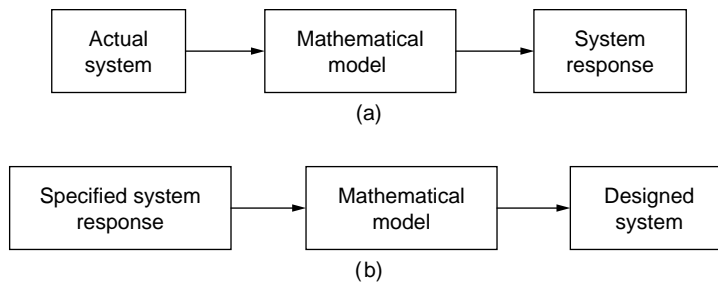 Actual
system
Mathematical
model
System
response
(a)
Specified system
response
Mathematical
model
Designed
system
(b)